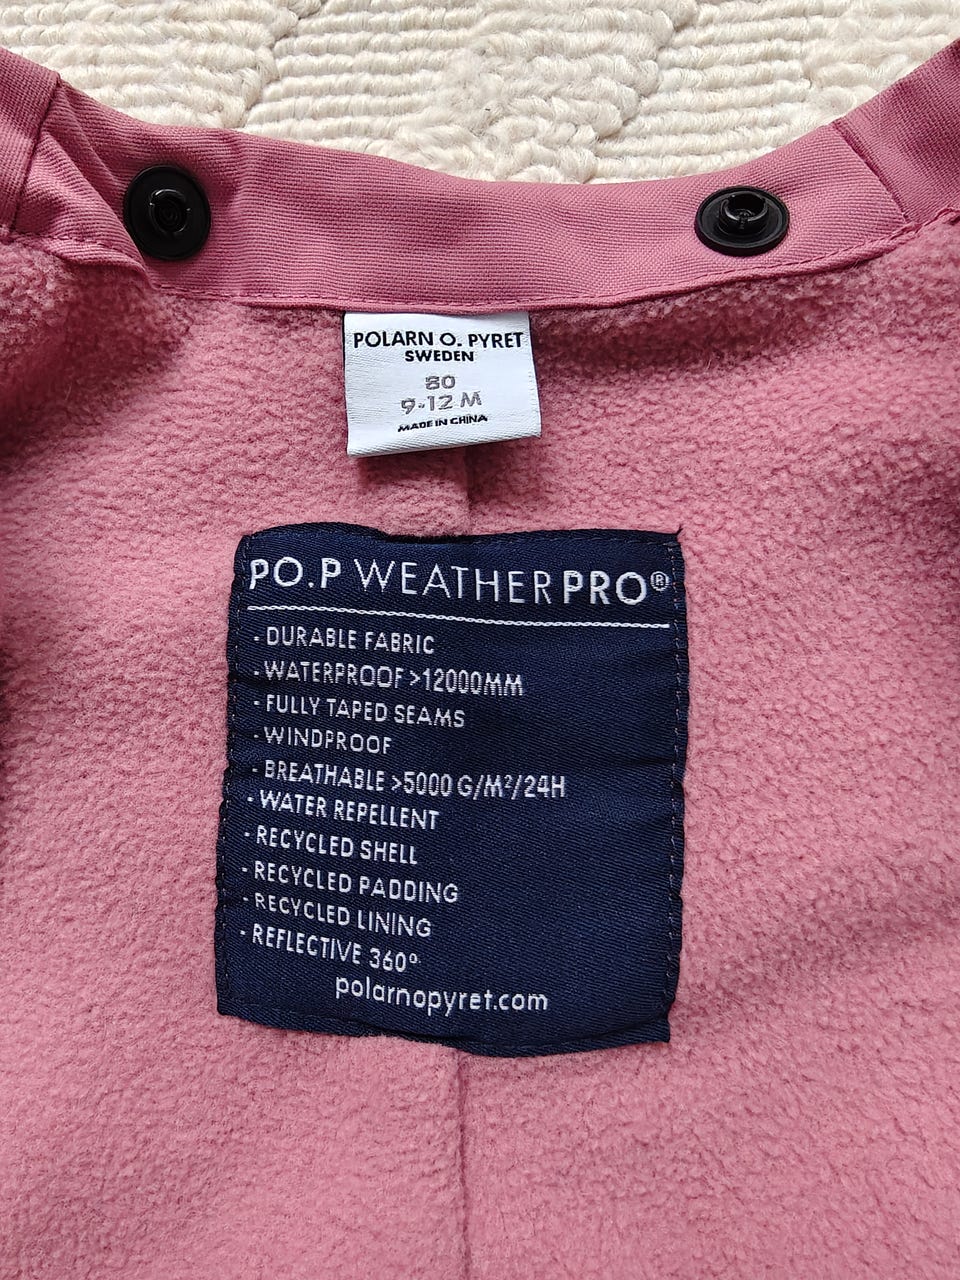 POLARN O. PYRET
SWEDEN
80
9-12 M
MADE IN CHINA
PO.P WEATHERPRO®
- DURABLE FABRIC
- WATERPROOF >12000MM
- FULLY TAPED SEAMS
- WINDPROOF
- BREATHABLE >5000 G/M²/24H
- WATER REPELLENT
- RECYCLED SHELL
- RECYCLED PADDING
- RECYCLED LINING
- REFLECTIVE 360°
polarnopyret.com